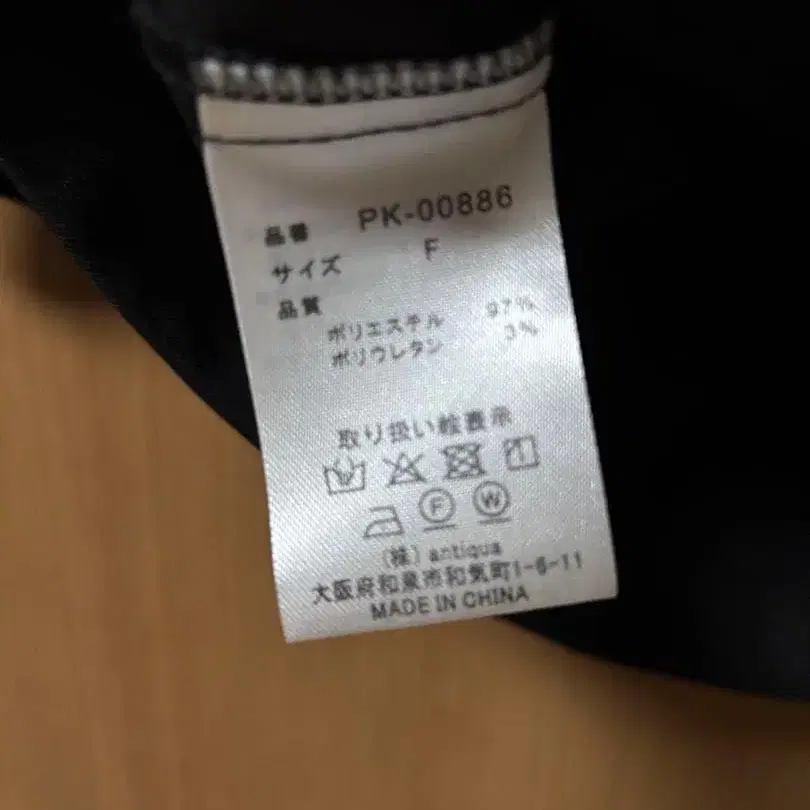 品番 PK-00886
サイズ F
品質
ポリエステル 97%
ポリウレタン 3%
取り扱い絵表示
F W
(株) antiqua
大阪府和泉市和気町1-6-11
MADE IN CHINA